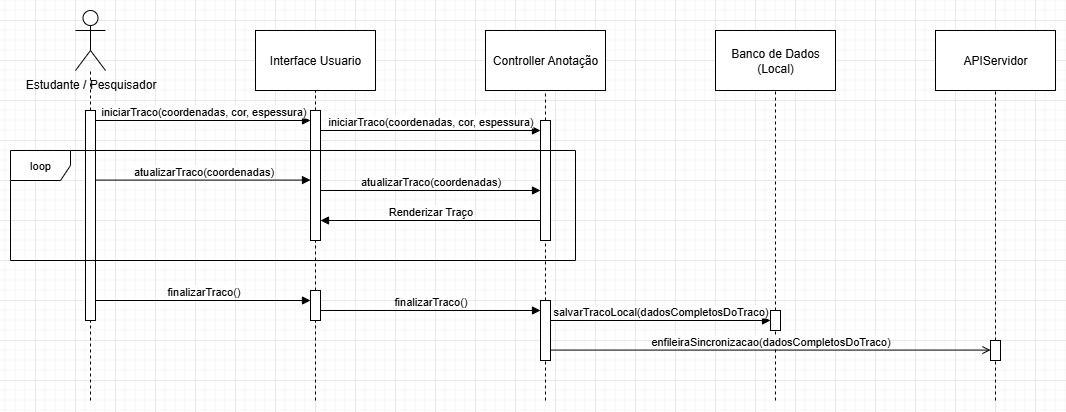 Estudante / Pesquisador
Interface Usuario
Controller Anotação
Banco de Dados
(Local)
APIServidor
iniciarTraco(coordenadas, cor, espessura)
iniciarTraco(coordenadas, cor, espessura)
loop
atualizarTraco(coordenadas)
atualizarTraco(coordenadas)
Renderizar Traço
finalizarTraco()
finalizarTraco()
salvarTracoLocal(dadosCompletosDoTraco)
enfileiraSincronizacao(dadosCompletosDoTraco)